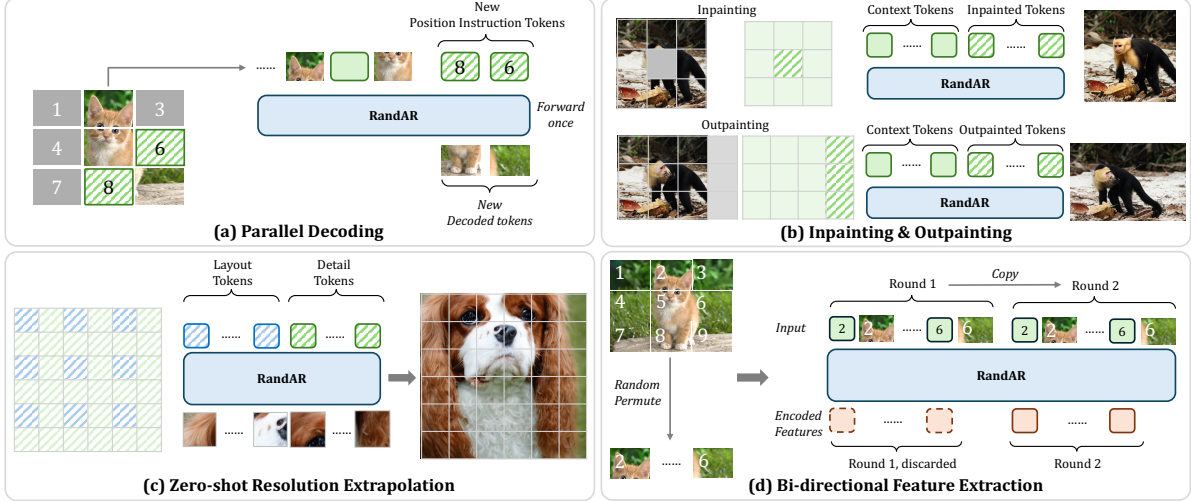 New
Position Instruction Tokens
......
8
6
RandAR
Forward
once
1
3
4
6
7
8
New
Decoded tokens
(a) Parallel Decoding
Inpainting
Context Tokens
Inpainted Tokens
......
......
RandAR
Outpainting
Context Tokens
Outpainted Tokens
......
......
RandAR
(b) Inpainting & Outpainting
Layout
Tokens
Detail
Tokens
......
......
RandAR
......
......
(c) Zero-shot Resolution Extrapolation
1 2 3
4 5 6
7 8 9
Random
Permute
2 ...... 6
Copy
Round 1
Round 2
Input
2 2 ...... 6 6
2 2 ...... 6 6
RandAR
Encoded
Features
......
......
Round 1, discarded
Round 2
(d) Bi-directional Feature Extraction